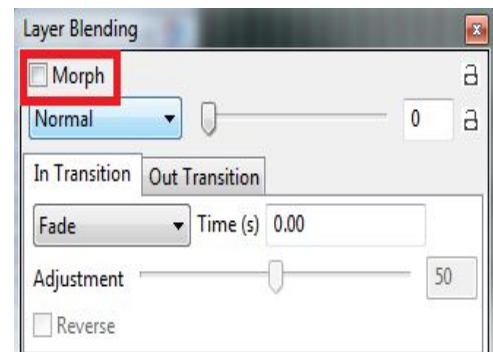 Layer Blending
Morph
Normal 0
In Transition Out Transition
Fade Time (s) 0.00
Adjustment 50
Reverse